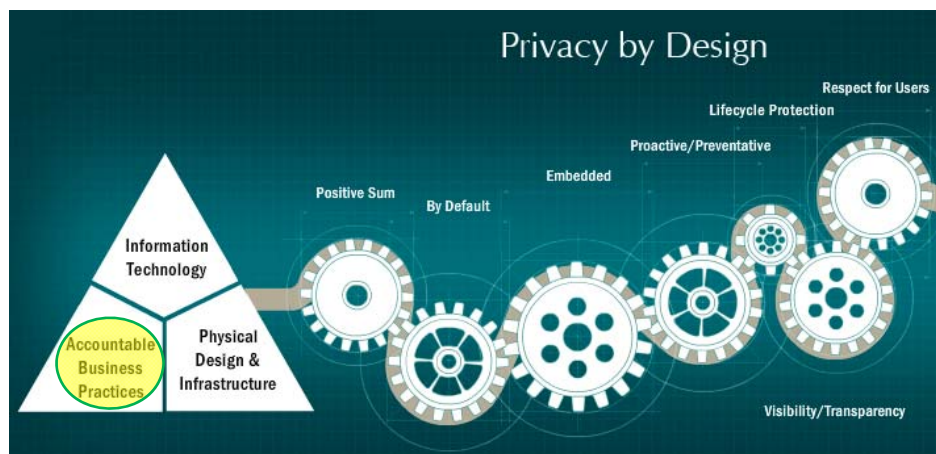 Privacy by Design
Respect for Users
Lifecycle Protection
Proactive/Preventative
Embedded
Positive Sum
By Default
Information
Technology
Accountable
Business
Practices
Physical
Design &
Infrastructure
Visibility/Transparency